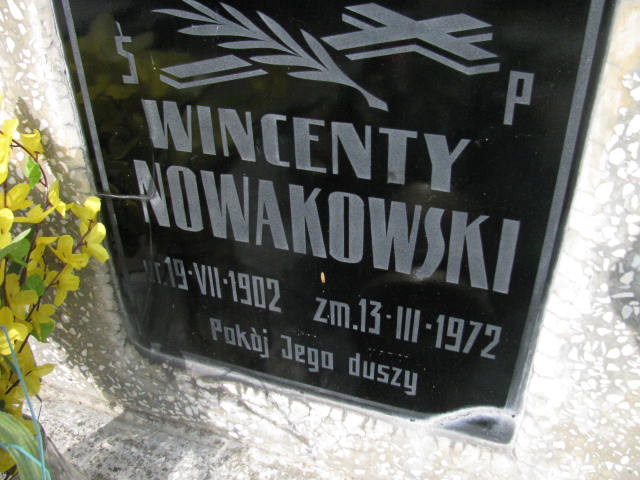 Ś P
WINCENTY
NOWAKOWSKI
ur.19·VII·1902 zm.13·III·1972
Pokój Jego duszy